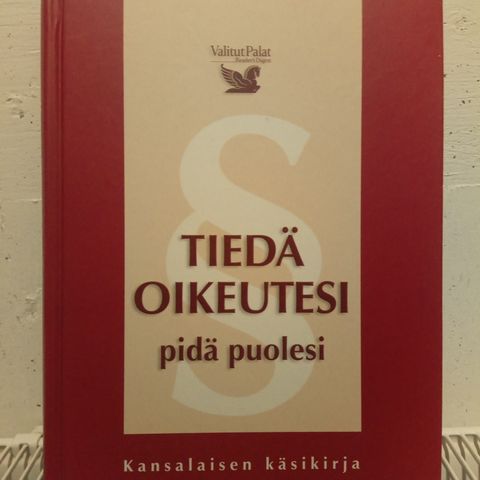 Valitut Palat
Reader's Digest
§
TIEDÄ
OIKEUTESI
pidä puolesi
Kansalaisen käsikirja